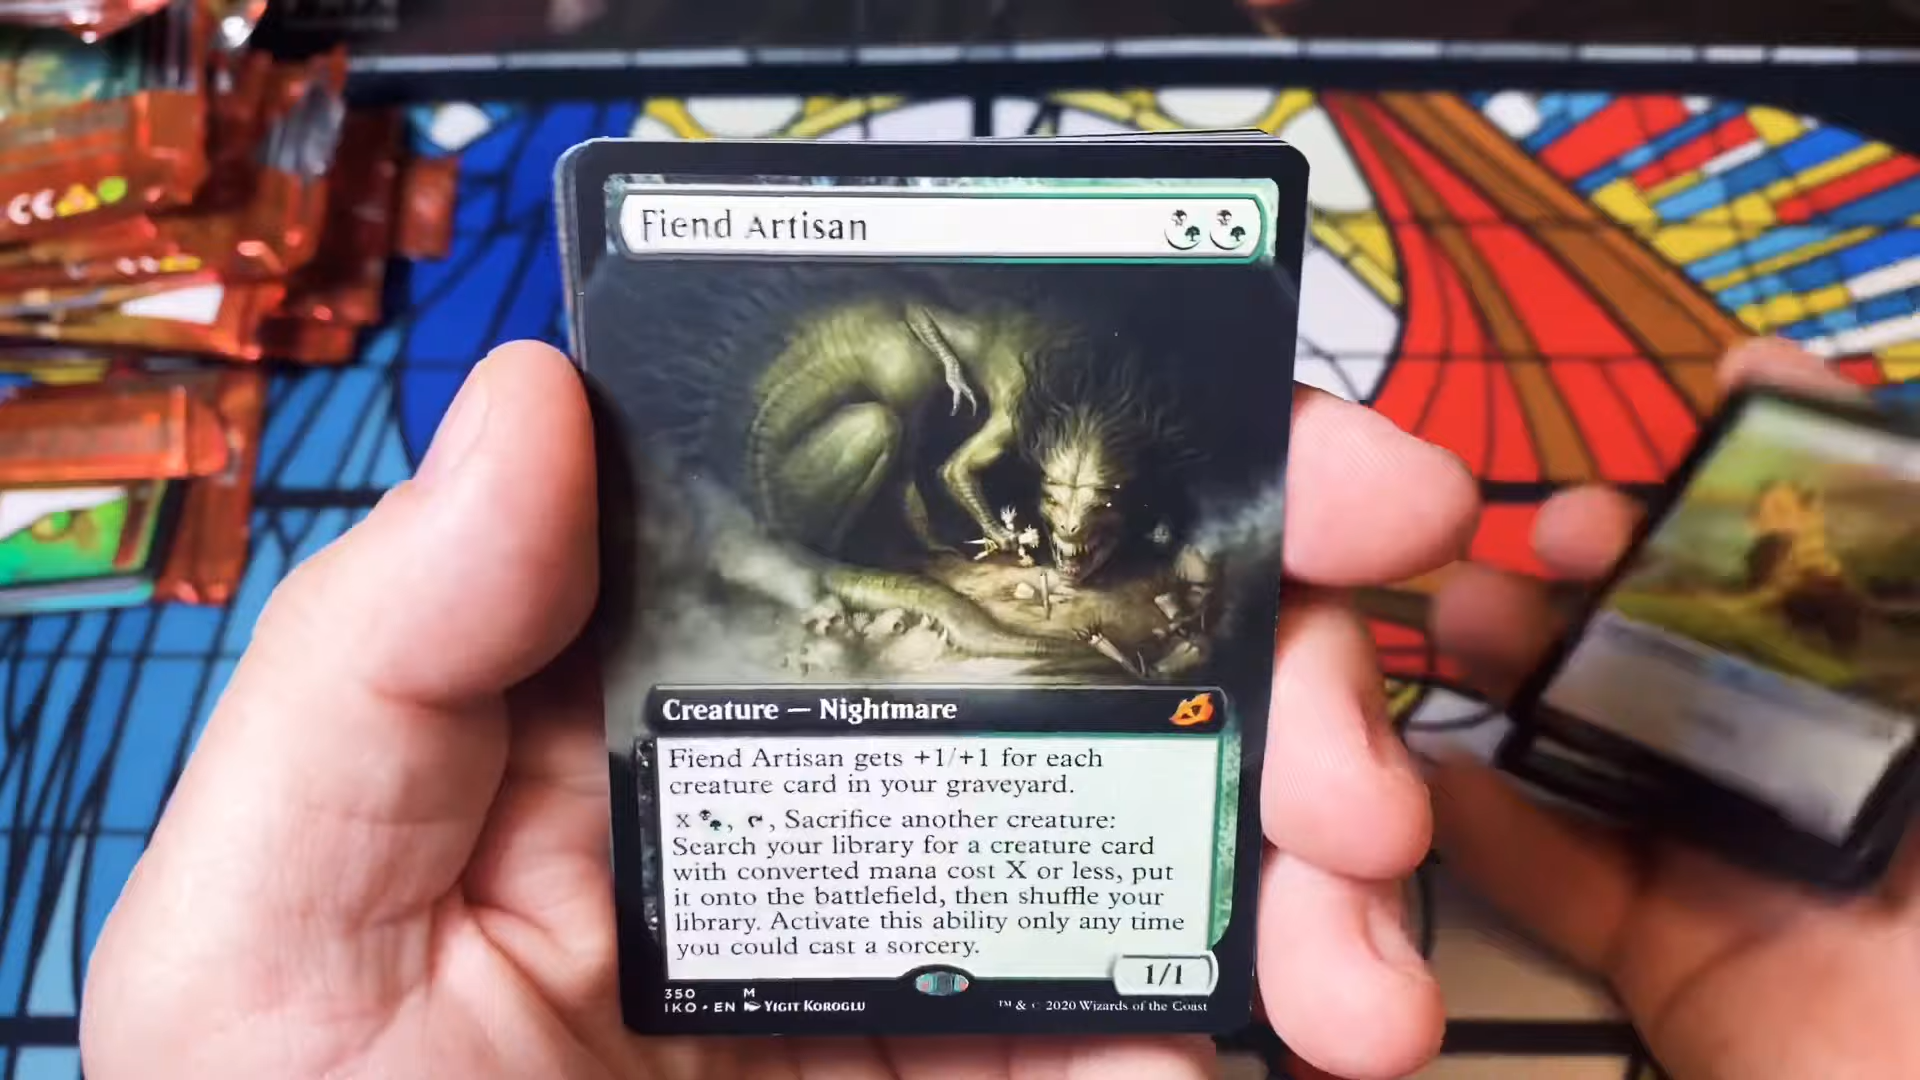 Fiend Artisan
Creature — Nightmare
Fiend Artisan gets +1/+1 for each
creature card in your graveyard.
X , , Sacrifice another creature:
Search your library for a creature card
with converted mana cost X or less, put
it onto the battlefield, then shuffle your
library. Activate this ability only any time
you could cast a sorcery.
1/1
350 M
IKO • EN YIGIT KOROGLU
™ & © 2020 Wizards of the Coast
CE